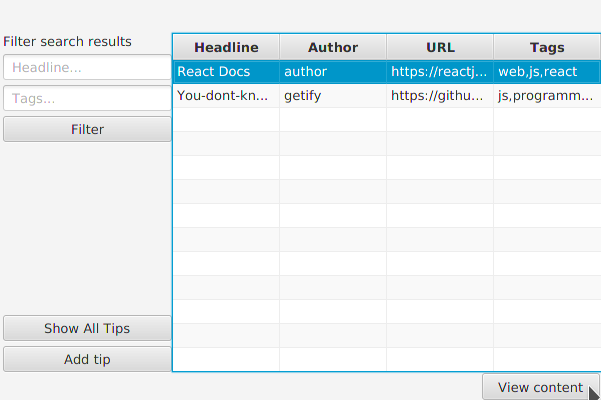 Filter search results
Headline...
Tags...
Filter
Show All Tips
Add tip
Headline Author URL Tags
React Docs author https://reactj... web,js,react
You-dont-kn... getify https://githu... js,programm...
View content